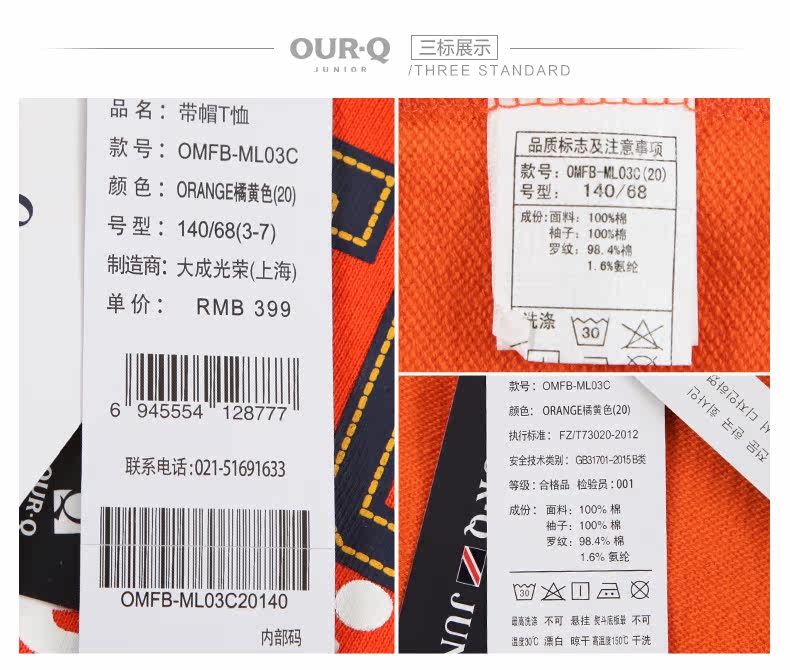 OUR·Q
JUNIOR
三标展示
/THREE STANDARD
品名：带帽T恤
款号：OMFB-ML03C
颜色：ORANGE橘黄色(20)
号型：140/68(3-7)
制造商：大成光荣(上海)
单价：RMB 399
6 945554 128777
联系电话：021-51691633
OMFB-ML03C20140
内部码
OUR·Q
品质标志及注意事项
款号：OMFB-ML03C(20)
号型：140/68
成份：面料：100%棉
袖子：100%棉
罗纹：98.4%棉
1.6%氨纶
洗涤
30
款号：OMFB-ML03C
颜色：ORANGE橘黄色(20)
执行标准：FZ/T73020-2012
安全技术类别：GB31701-2015 B类
等级：合格品 检验员：001
成份：面料：100% 棉
袖子：100% 棉
罗纹：98.4% 棉
1.6% 氨纶
30
最高洗涤 不可 悬挂 熨斗底板最 不可
温度30℃ 漂白 晾干 高温度150℃ 干洗